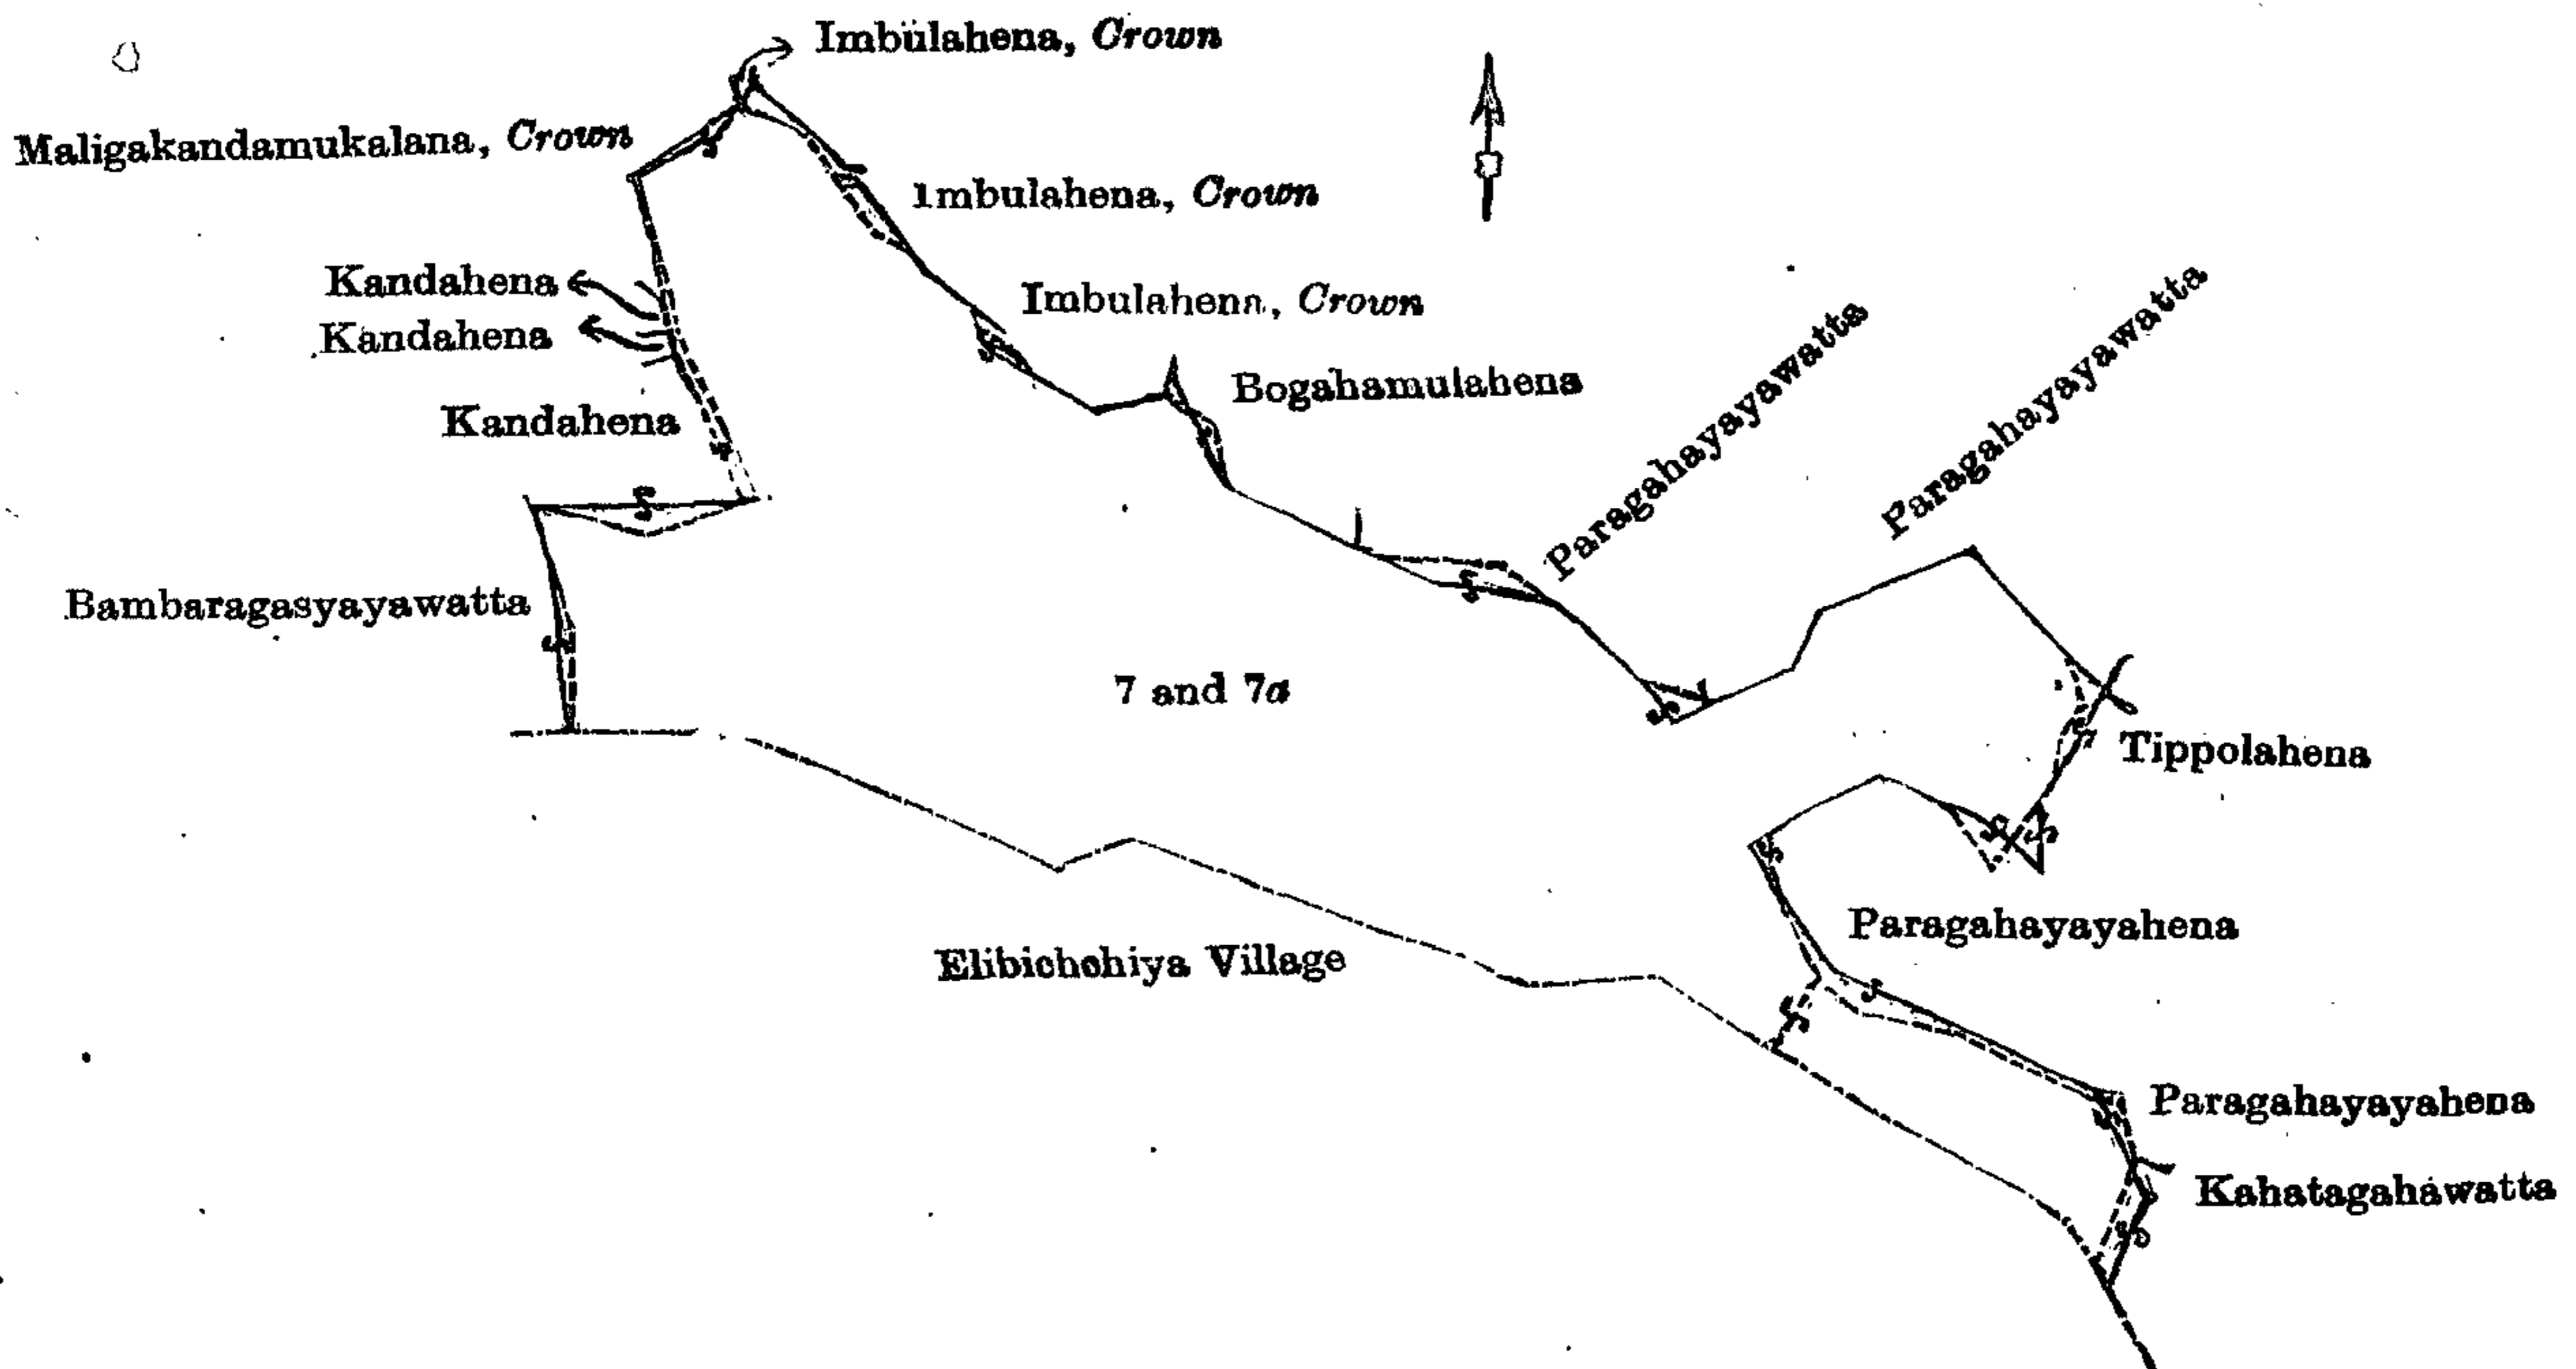 Imbulahena, Crown
Maligakandamukalana, Crown
Imbulahena, Crown
Kandahena
Imbulahena, Crown
Kandahena
Bogahamulahena
Paragahayayawatta
Paragahayayawatta
Kandahena
Bambaragasyayawatta
7 and 7a
Tippolahena
Paragahayayahena
Elibichchiya Village
Paragahayayahena
Kahatagahawatta